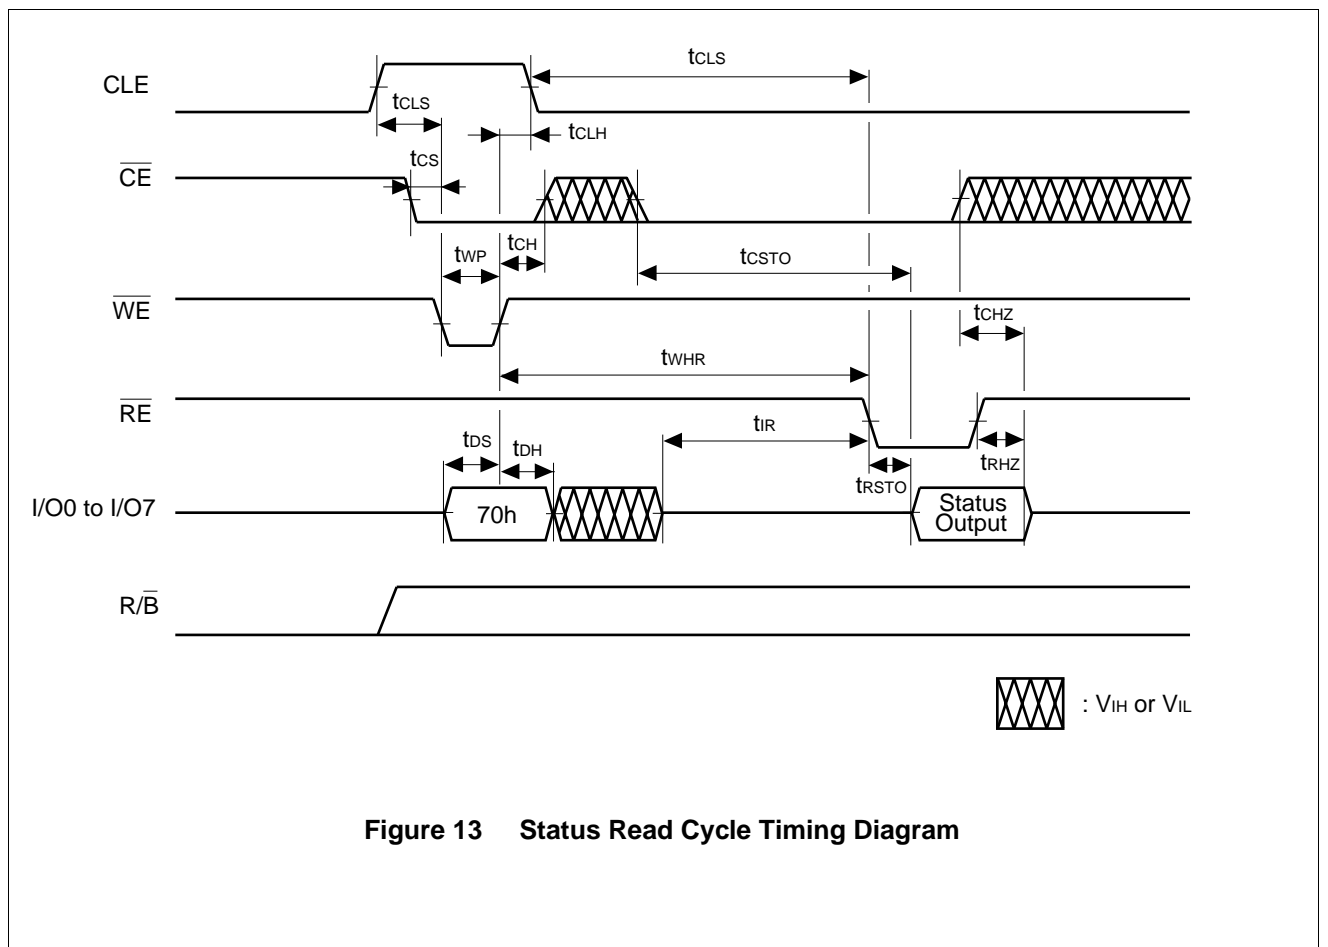 tCLS
CLE
tCLS
tCLH
tCS
CE
tCH
tWP
tCSTO
WE
tCHZ
tWHR
RE
tIR
tDS
tDH
tRHZ
tRSTO
I/O0 to I/O7
70h
Status
Output
R/B
: VIH or VIL
Figure 13 Status Read Cycle Timing Diagram